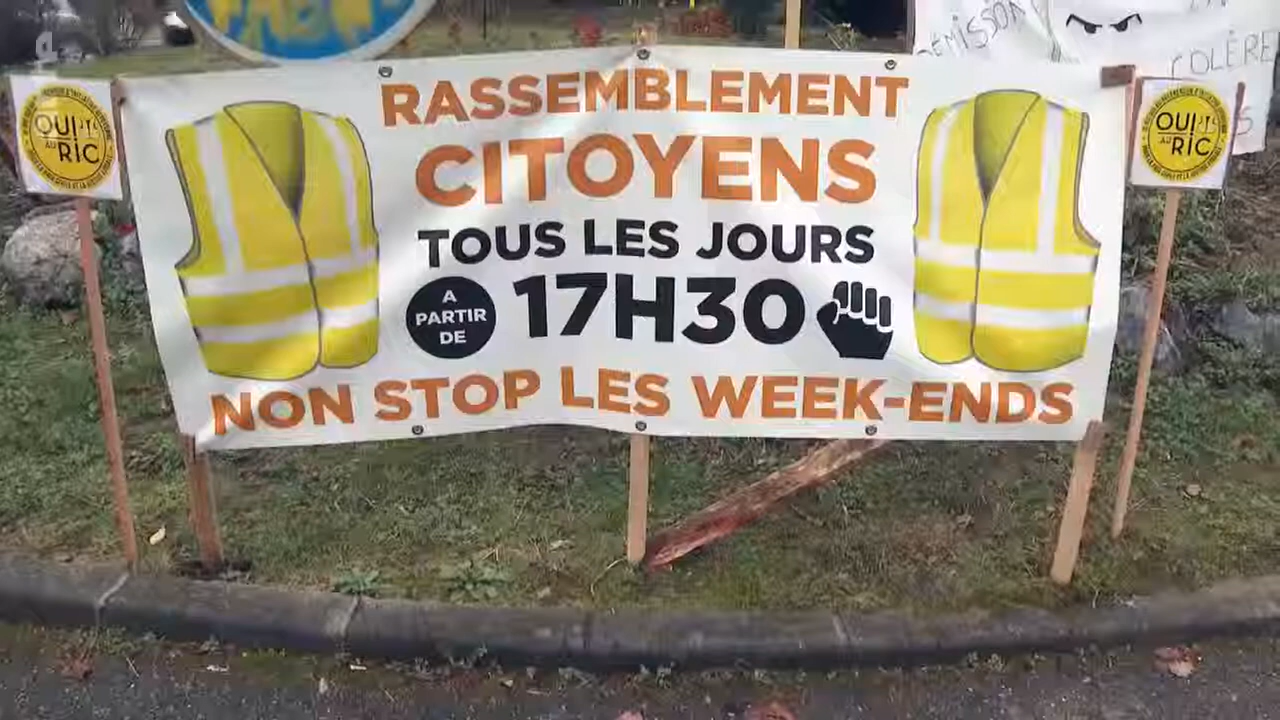 DÉMISSION
COLÈRE
RASSEMBLEMENT
CITOYENS
TOUS LES JOURS
A
PARTIR
DE
17H30
NON STOP LES WEEK-ENDS
OUI
AU
RIC
OUI
AU
RIC